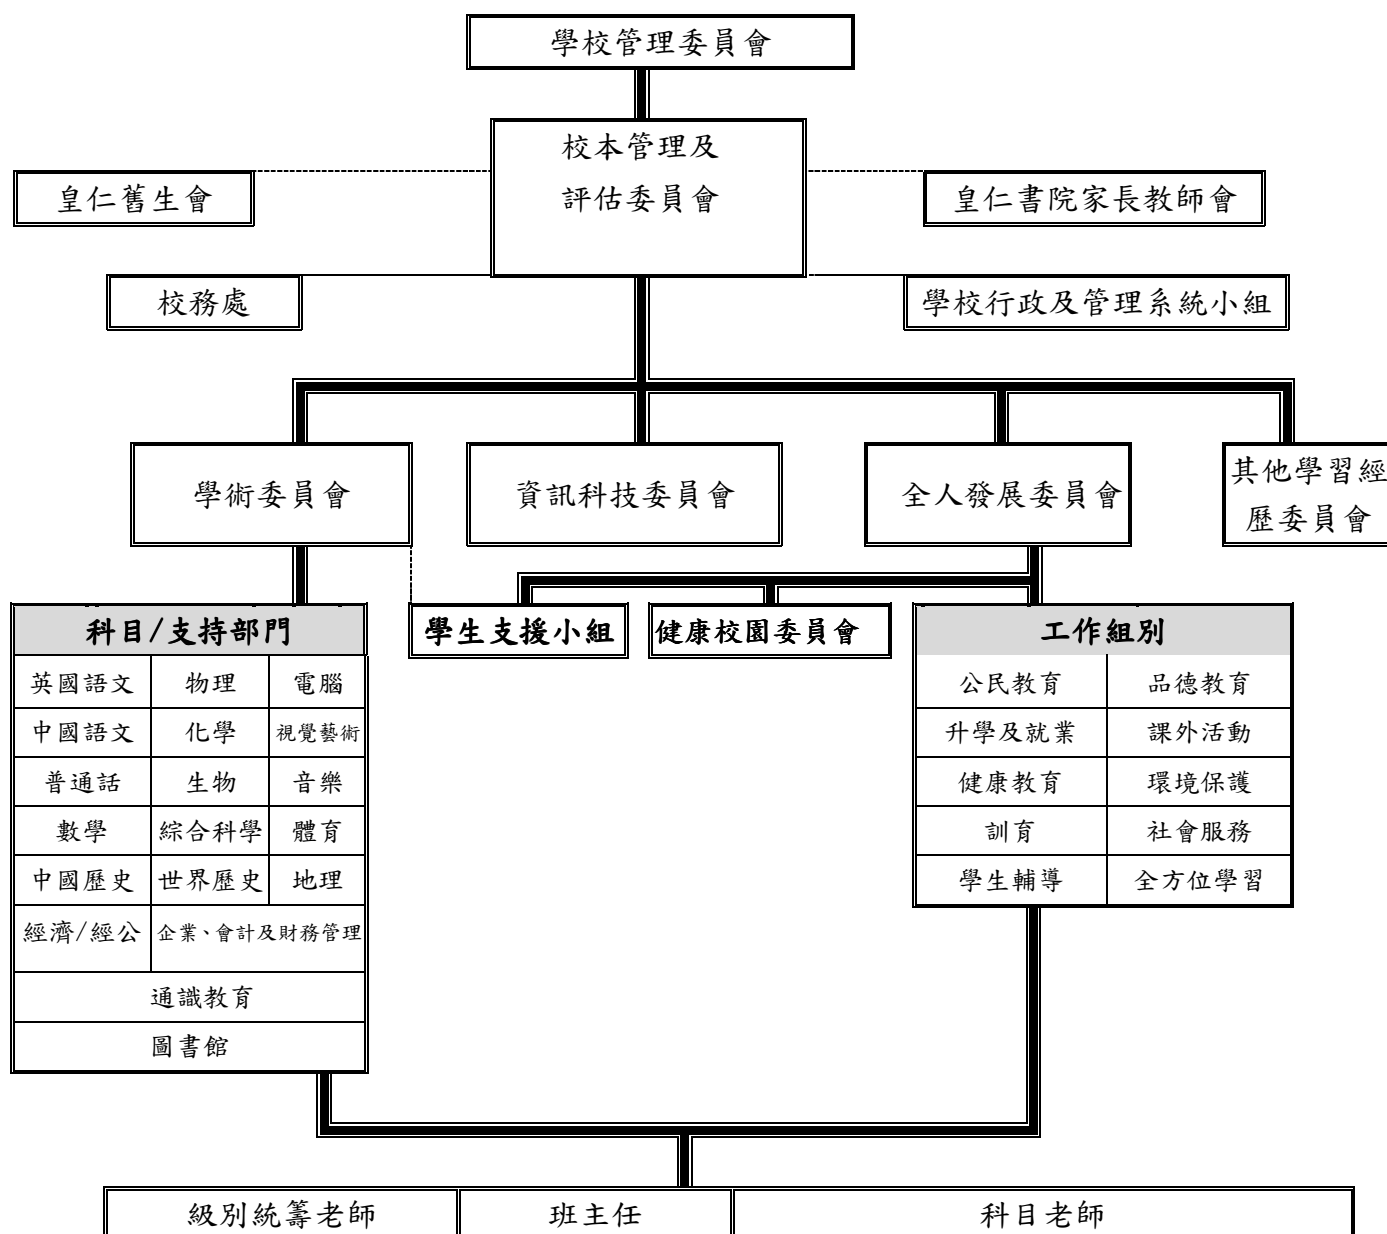 學校管理委員會
校本管理及
評估委員會
皇仁舊生會
皇仁書院家長教師會
校務處
學校行政及管理系統小組
學術委員會
資訊科技委員會
全人發展委員會
其他學習經
歷委員會
科目/支持部門
學生支援小組
健康校園委員會
工作組別
英國語文 物理 電腦
中國語文 化學 視覺藝術
普通話 生物 音樂
數學 綜合科學 體育
中國歷史 世界歷史 地理
經濟/經公 企業、會計及財務管理
通識教育
圖書館
公民教育 品德教育
升學及就業 課外活動
健康教育 環境保護
訓育 社會服務
學生輔導 全方位學習
級別統籌老師 班主任 科目老師